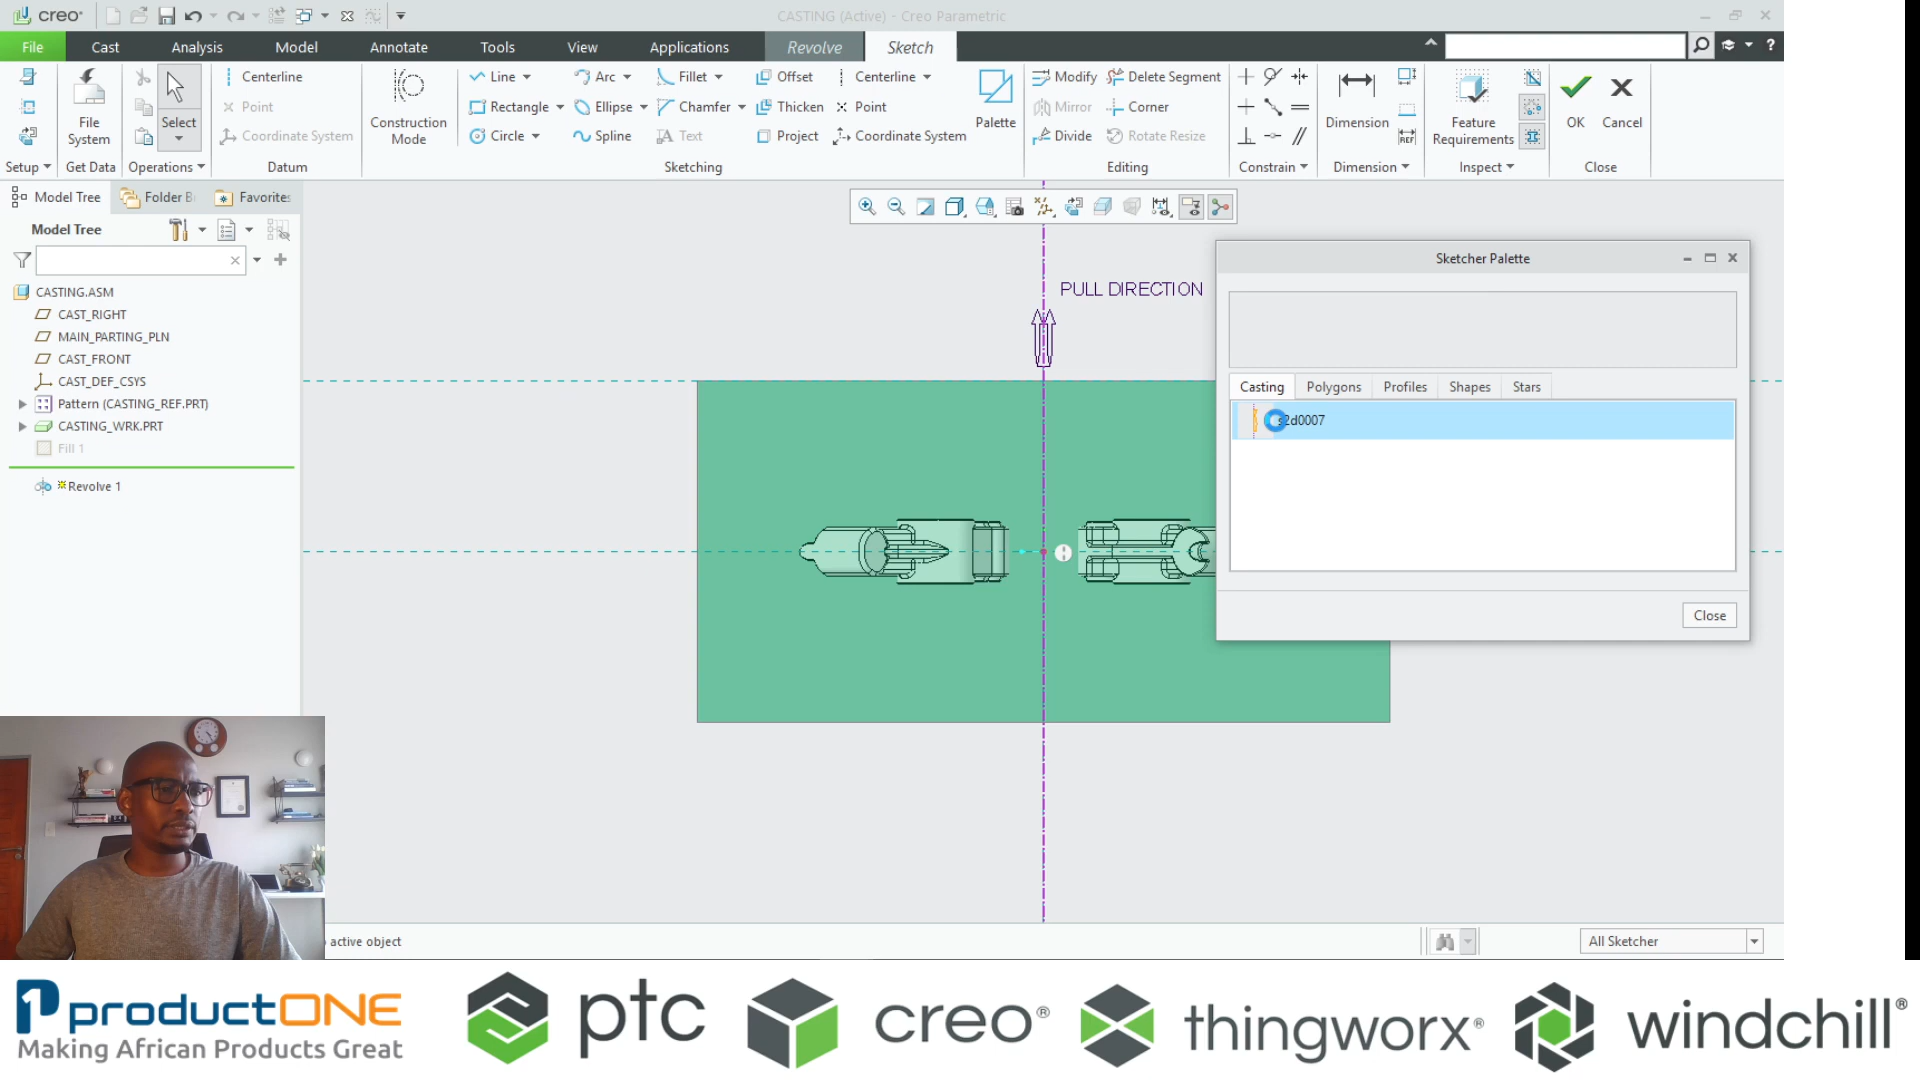 creo®
CASTING (Active) - Creo Parametric
File Cast Analysis Model Annotate Tools View Applications Revolve Sketch
Centerline
Point
Coordinate System
File System
Select
Construction Mode
Line Arc Fillet Offset Centerline
Rectangle Ellipse Chamfer Thicken Point
Circle Spline Text Project Coordinate System
Palette
Modify Delete Segment
Mirror Corner
Divide Rotate Resize
Dimension
REF
Feature Requirements
OK Cancel
Setup Get Data Operations Datum Sketching Editing Constrain Dimension Inspect Close
Model Tree Folder B Favorites
Model Tree
CASTING.ASM
CAST_RIGHT
MAIN_PARTING_PLN
CAST_FRONT
CAST_DEF_CSYS
Pattern (CASTING_REF.PRT)
CASTING_WRK.PRT
Fill 1
Revolve 1
PULL DIRECTION
Sketcher Palette
Casting Polygons Profiles Shapes Stars
s2d0007
Close
active object
All Sketcher
productONE
Making African Products Great
ptc
creo®
thingworx®
windchill®